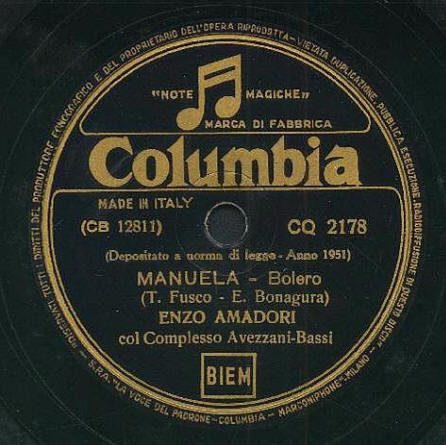 TUTTI I DIRITTI DEL PRODUTTORE FONOGRAFICO E DEL PROPRIETARIO DELL'OPERA RIPRODOTTA - VIETATA DUPLICAZIONE, PUBBLICA ESECUZIONE, RADIODIFFUSIONE DI QUESTO DISCO
"NOTE MAGICHE"
MARCA DI FABBRICA
Columbia
MADE IN ITALY
(CB 12811) CQ 2178
(Depositato a norma di legge - Anno 1951)
MANUELA - Bolero
(T. Fusco - E. Bonagura)
ENZO AMADORI
col Complesso Avezzani-Bassi
BIEM
S.P.A. "LA VOCE DEL PADRONE - COLUMBIA - MARCONIPHONE" - MILANO